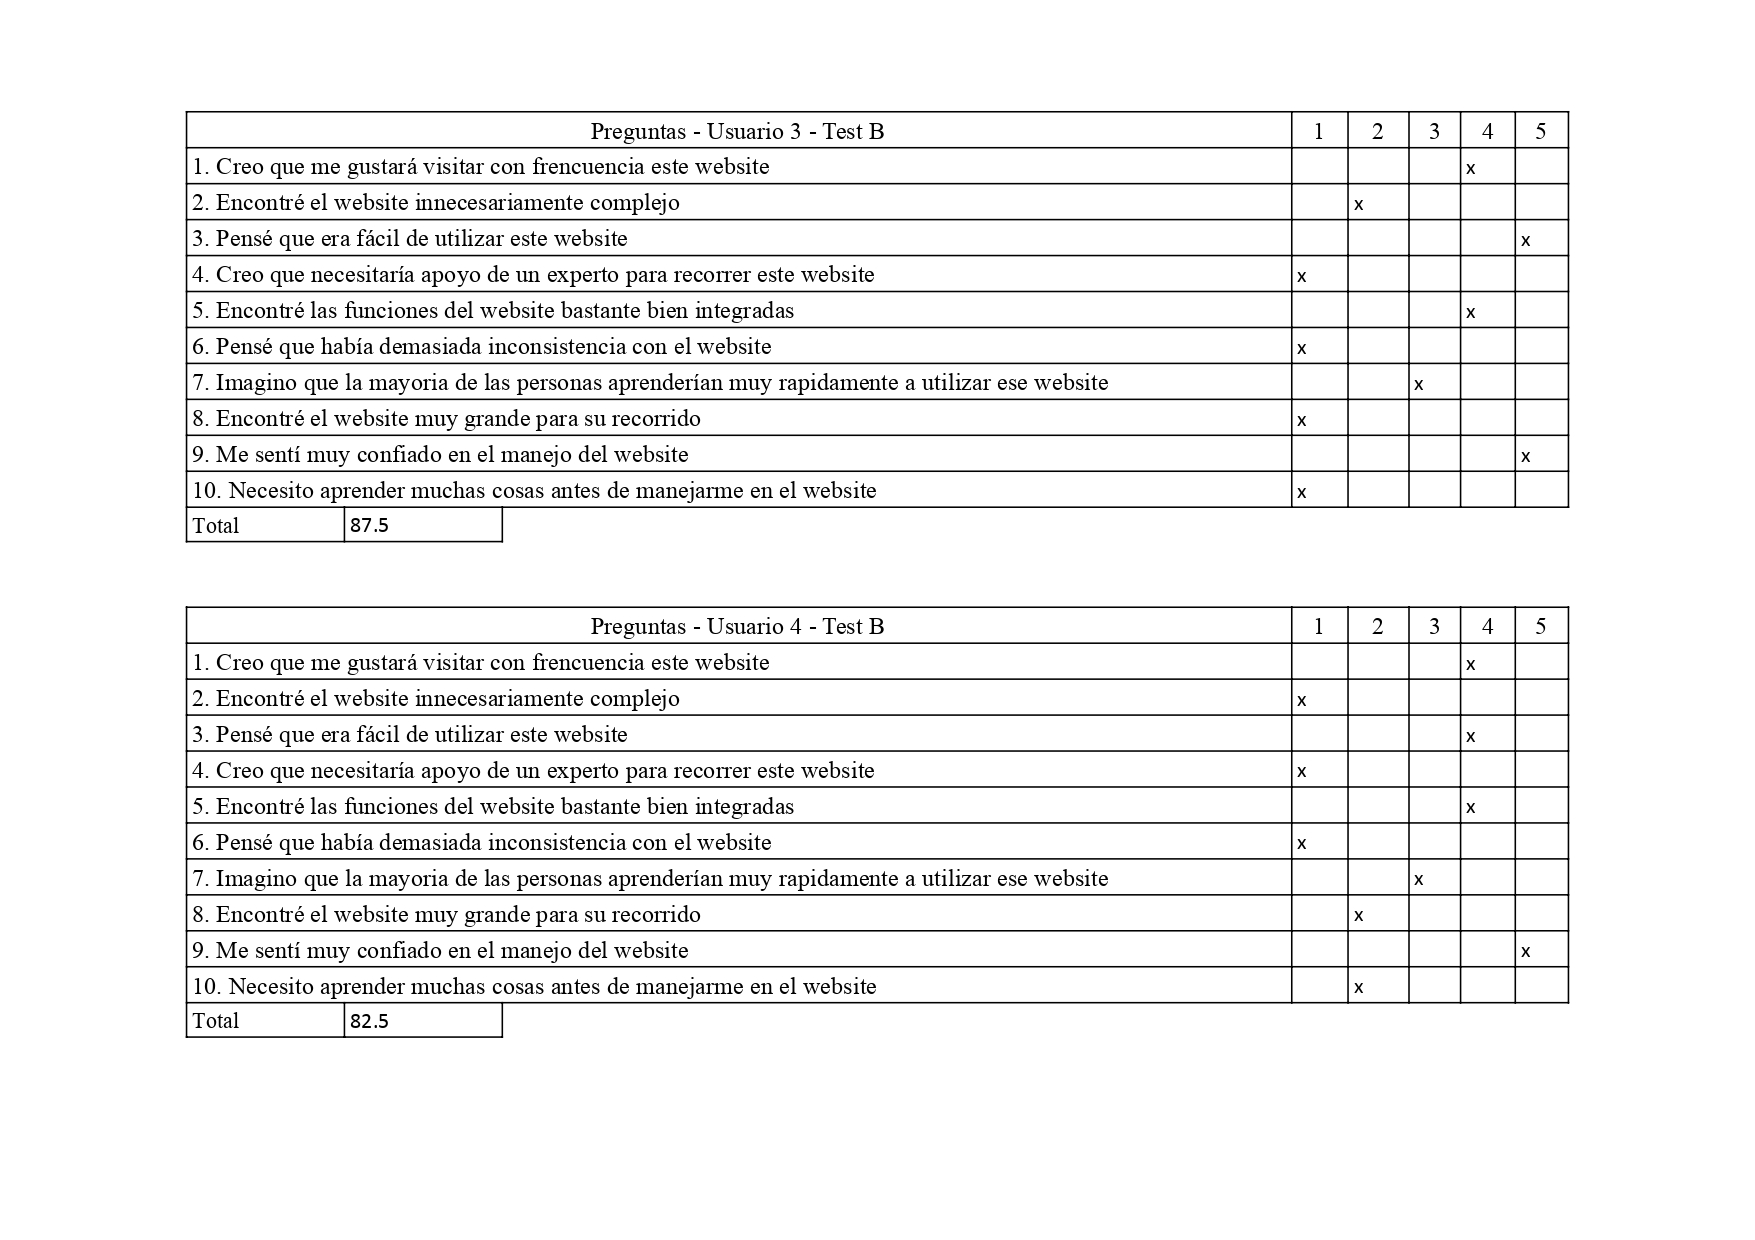 Preguntas - Usuario 3 - Test B 1 2 3 4 5
1. Creo que me gustará visitar con frencuencia este website x
2. Encontré el website innecesariamente complejo x
3. Pensé que era fácil de utilizar este website x
4. Creo que necesitaría apoyo de un experto para recorrer este website x
5. Encontré las funciones del website bastante bien integradas x
6. Pensé que había demasiada inconsistencia con el website x
7. Imagino que la mayoria de las personas aprenderían muy rapidamente a utilizar ese website x
8. Encontré el website muy grande para su recorrido x
9. Me sentí muy confiado en el manejo del website x
10. Necesito aprender muchas cosas antes de manejarme en el website x
Total 87.5
Preguntas - Usuario 4 - Test B 1 2 3 4 5
1. Creo que me gustará visitar con frencuencia este website x
2. Encontré el website innecesariamente complejo x
3. Pensé que era fácil de utilizar este website x
4. Creo que necesitaría apoyo de un experto para recorrer este website x
5. Encontré las funciones del website bastante bien integradas x
6. Pensé que había demasiada inconsistencia con el website x
7. Imagino que la mayoria de las personas aprenderían muy rapidamente a utilizar ese website x
8. Encontré el website muy grande para su recorrido x
9. Me sentí muy confiado en el manejo del website x
10. Necesito aprender muchas cosas antes de manejarme en el website x
Total 82.5